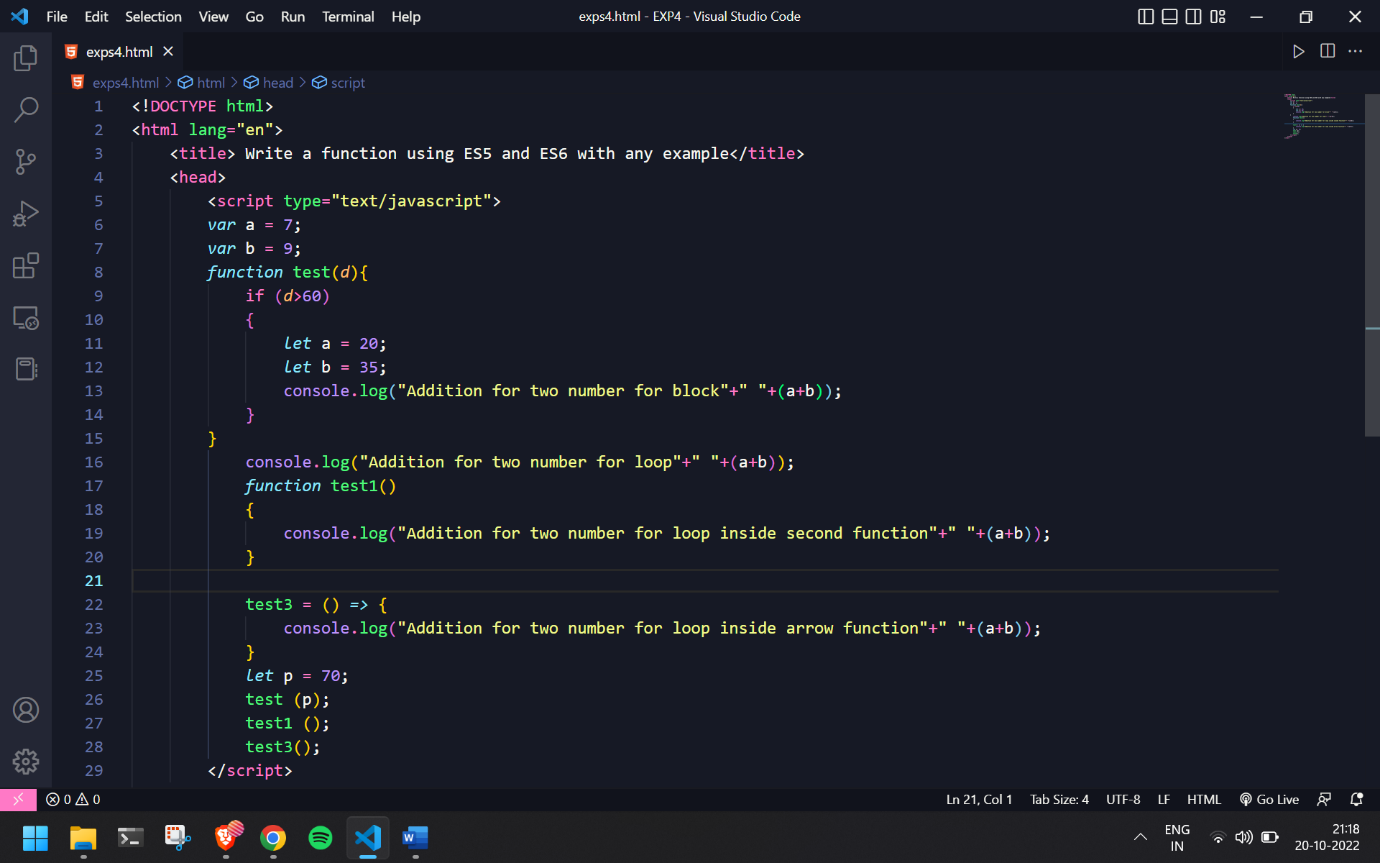 File Edit Selection View Go Run Terminal Help exps4.html - EXP4 - Visual Studio Code
exps4.html
exps4.html > html > head > script
1 <!DOCTYPE html>
2 <html lang="en">
3 <title> Write a function using ES5 and ES6 with any example</title>
4 <head>
5 <script type="text/javascript">
6 var a = 7;
7 var b = 9;
8 function test(d){
9 if (d>60)
10 {
11 let a = 20;
12 let b = 35;
13 console.log("Addition for two number for block"+" "+(a+b));
14 }
15 }
16 console.log("Addition for two number for loop"+" "+(a+b));
17 function test1()
18 {
19 console.log("Addition for two number for loop inside second function"+" "+(a+b));
20 }
21
22 test3 = () => {
23 console.log("Addition for two number for loop inside arrow function"+" "+(a+b));
24 }
25 let p = 70;
26 test (p);
27 test1 ();
28 test3();
29 </script>
0 0 Ln 21, Col 1 Tab Size: 4 UTF-8 LF HTML Go Live
ENG 21:18
IN 20-10-2022